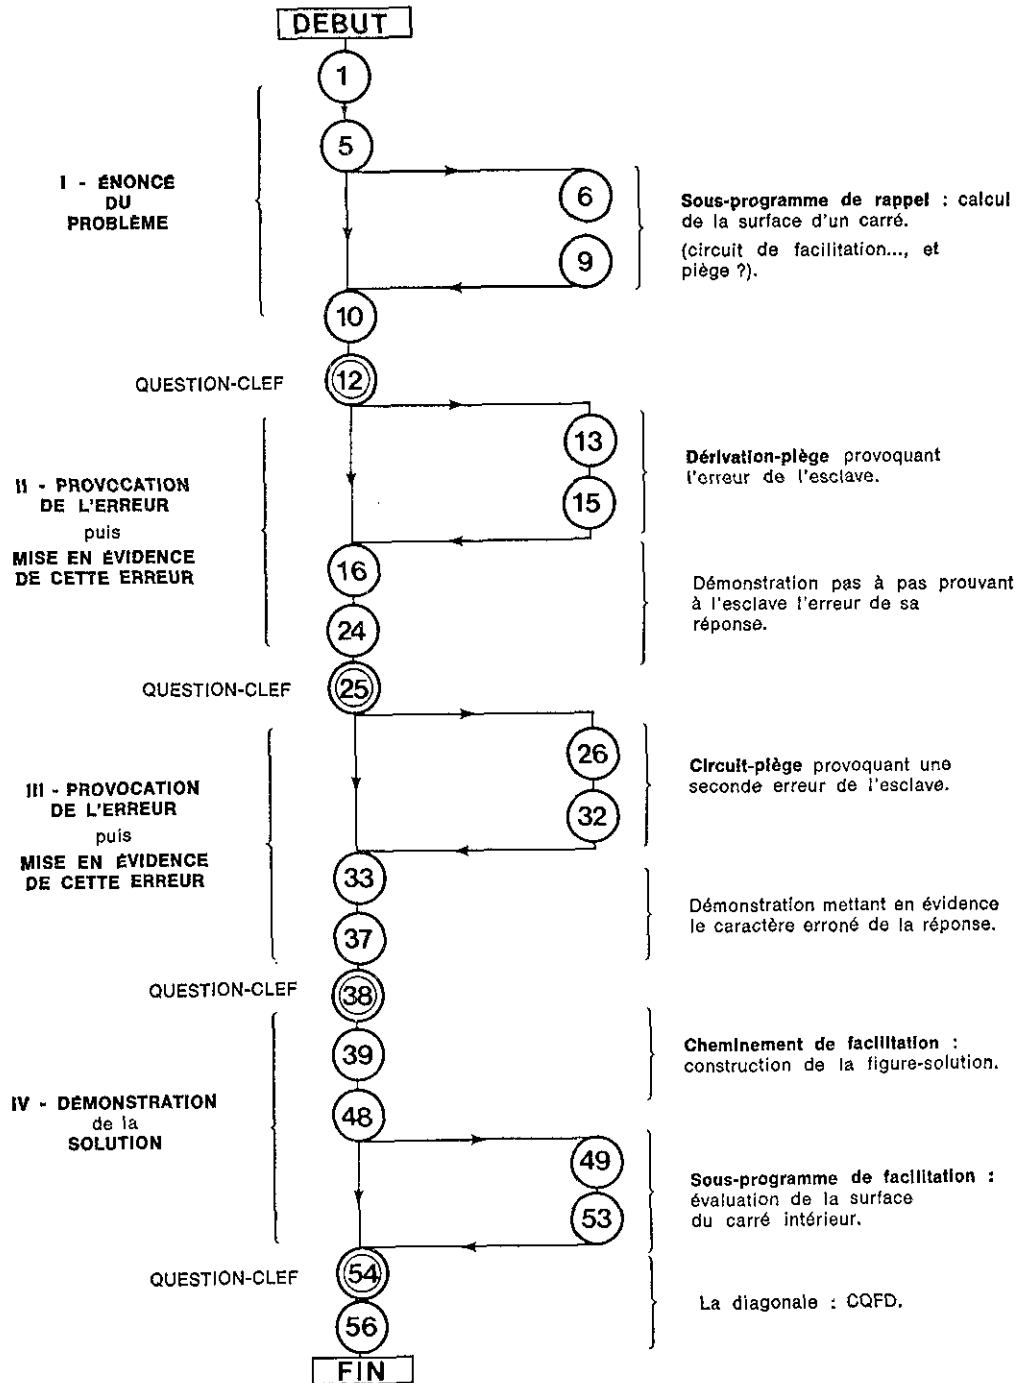 DEBUT
1
5
I - ÉNONCÉ
DU
PROBLÈME
6
Sous-programme de rappel : calcul
de la surface d'un carré.
(circuit de facilitation..., et
piège ?).
9
10
QUESTION-CLEF
12
13
Dérivation-piège provoquant
l'erreur de l'esclave.
15
II - PROVOCATION
DE L'ERREUR
puis
MISE EN ÉVIDENCE
DE CETTE ERREUR
16
Démonstration pas à pas prouvant
à l'esclave l'erreur de sa
réponse.
24
QUESTION-CLEF
25
26
Circuit-piège provoquant une
seconde erreur de l'esclave.
32
III - PROVOCATION
DE L'ERREUR
puis
MISE EN ÉVIDENCE
DE CETTE ERREUR
33
Démonstration mettant en évidence
le caractère erroné de la réponse.
37
QUESTION-CLEF
38
39
Cheminement de facilitation :
construction de la figure-solution.
48
IV - DÉMONSTRATION
de la
SOLUTION
49
Sous-programme de facilitation :
évaluation de la surface
du carré intérieur.
53
QUESTION-CLEF
54
La diagonale : CQFD.
56
FIN